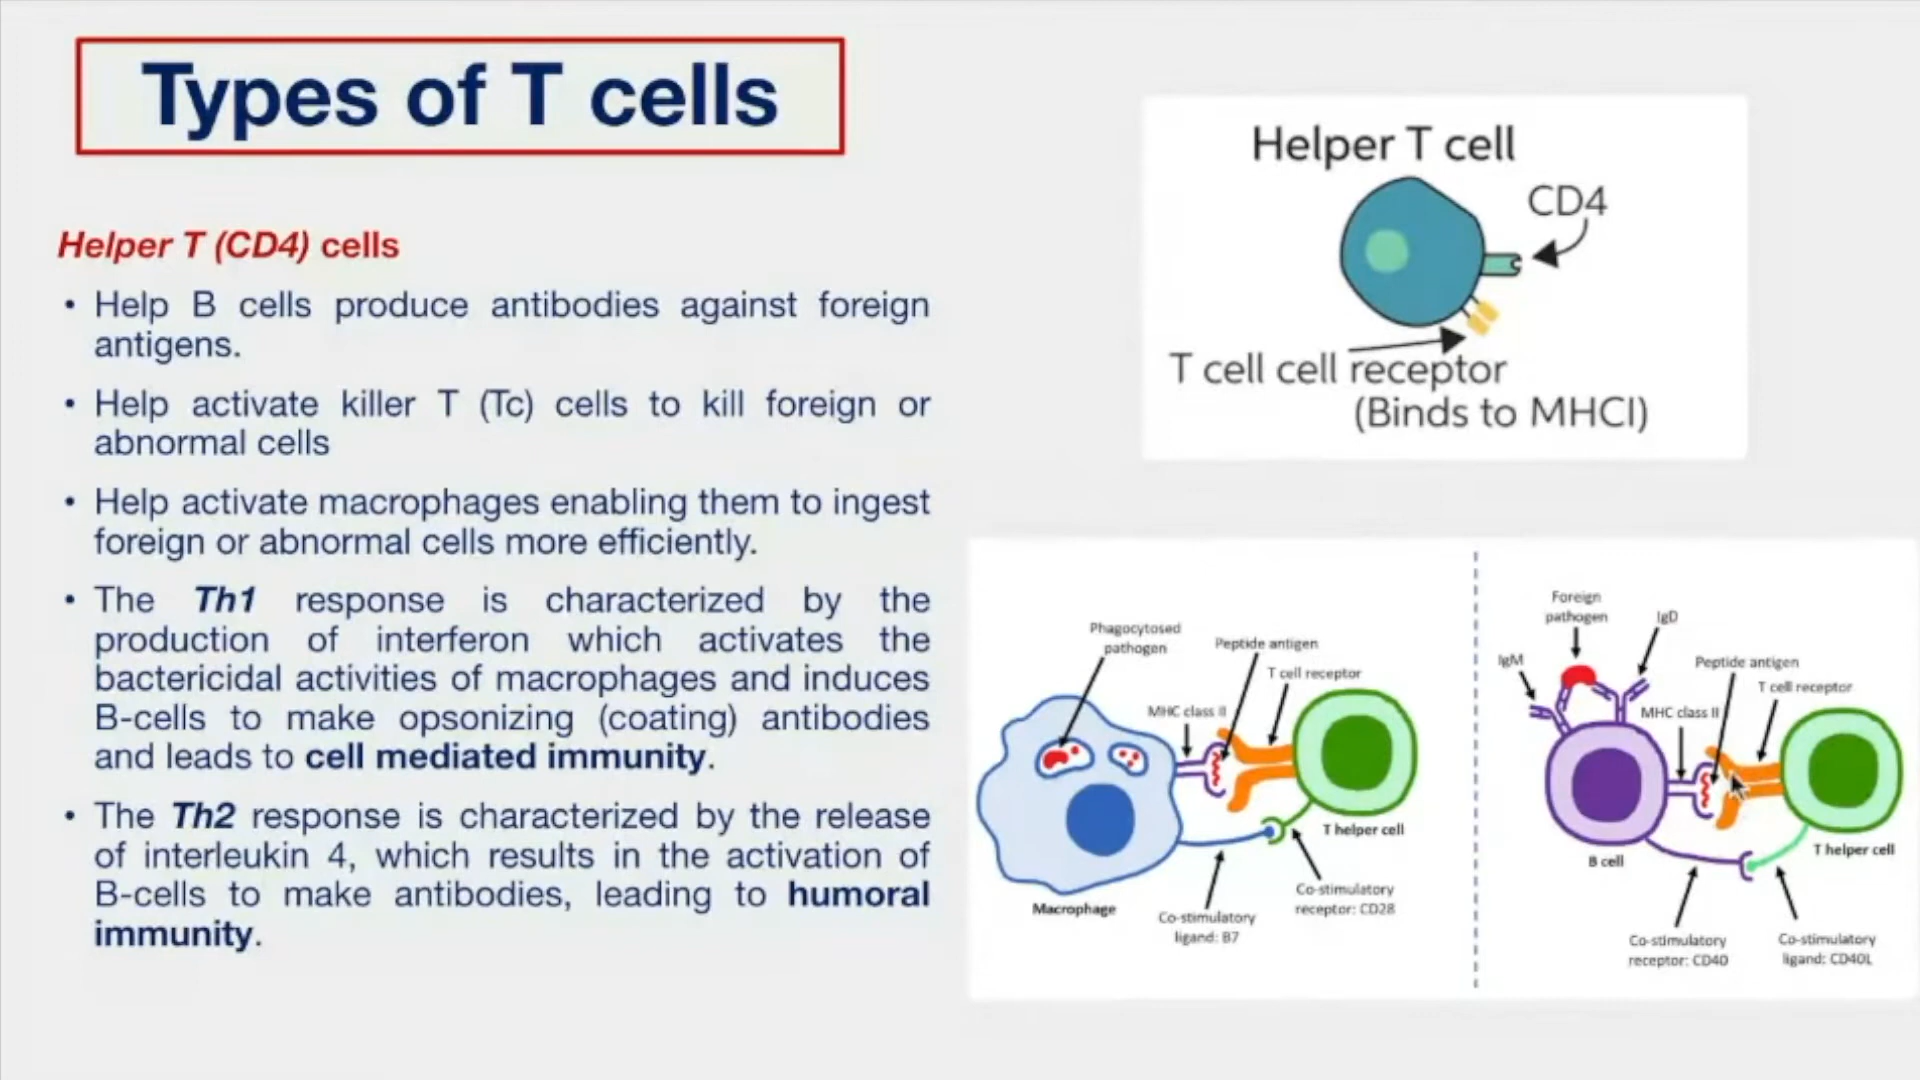 Types of T cells
Helper T (CD4) cells
• Help B cells produce antibodies against foreign
antigens.
• Help activate killer T (Tc) cells to kill foreign or
abnormal cells
• Help activate macrophages enabling them to ingest
foreign or abnormal cells more efficiently.
• The Th1 response is characterized by the
production of interferon which activates the
bactericidal activities of macrophages and induces
B-cells to make opsonizing (coating) antibodies
and leads to cell mediated immunity.
• The Th2 response is characterized by the release
of interleukin 4, which results in the activation of
B-cells to make antibodies, leading to humoral
immunity.
Helper T cell
CD4
T cell cell receptor
(Binds to MHCI)
Phagocytosed
pathogen
Peptide antigen
T cell receptor
MHC class II
T helper cell
Macrophage
Co-stimulatory
ligand: B7
Co-stimulatory
receptor: CD28
Foreign
pathogen
IgD
IgM
Peptide antigen
T cell receptor
MHC class II
B cell
T helper cell
Co-stimulatory
receptor: CD40
Co-stimulatory
ligand: CD40L